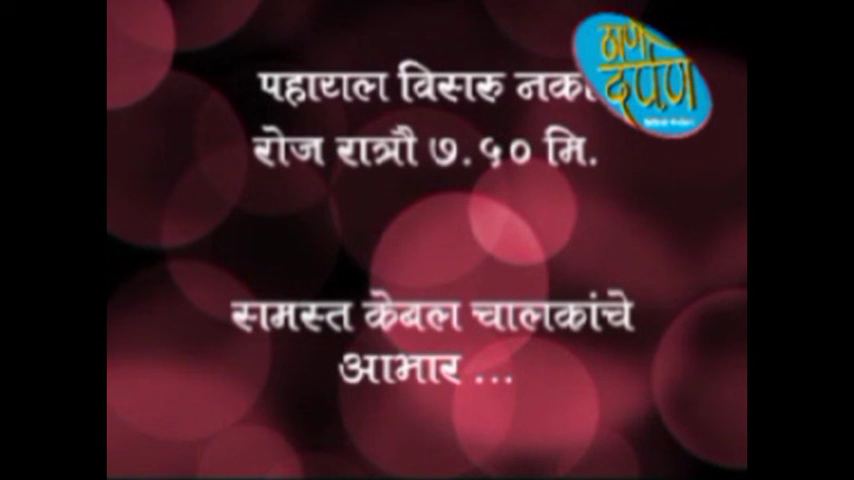 पहायला विसरु नका
रोज रात्रौ ७.५० मि.
समस्त केबल चालकांचे
आभार ...
ठाणे
दर्पण